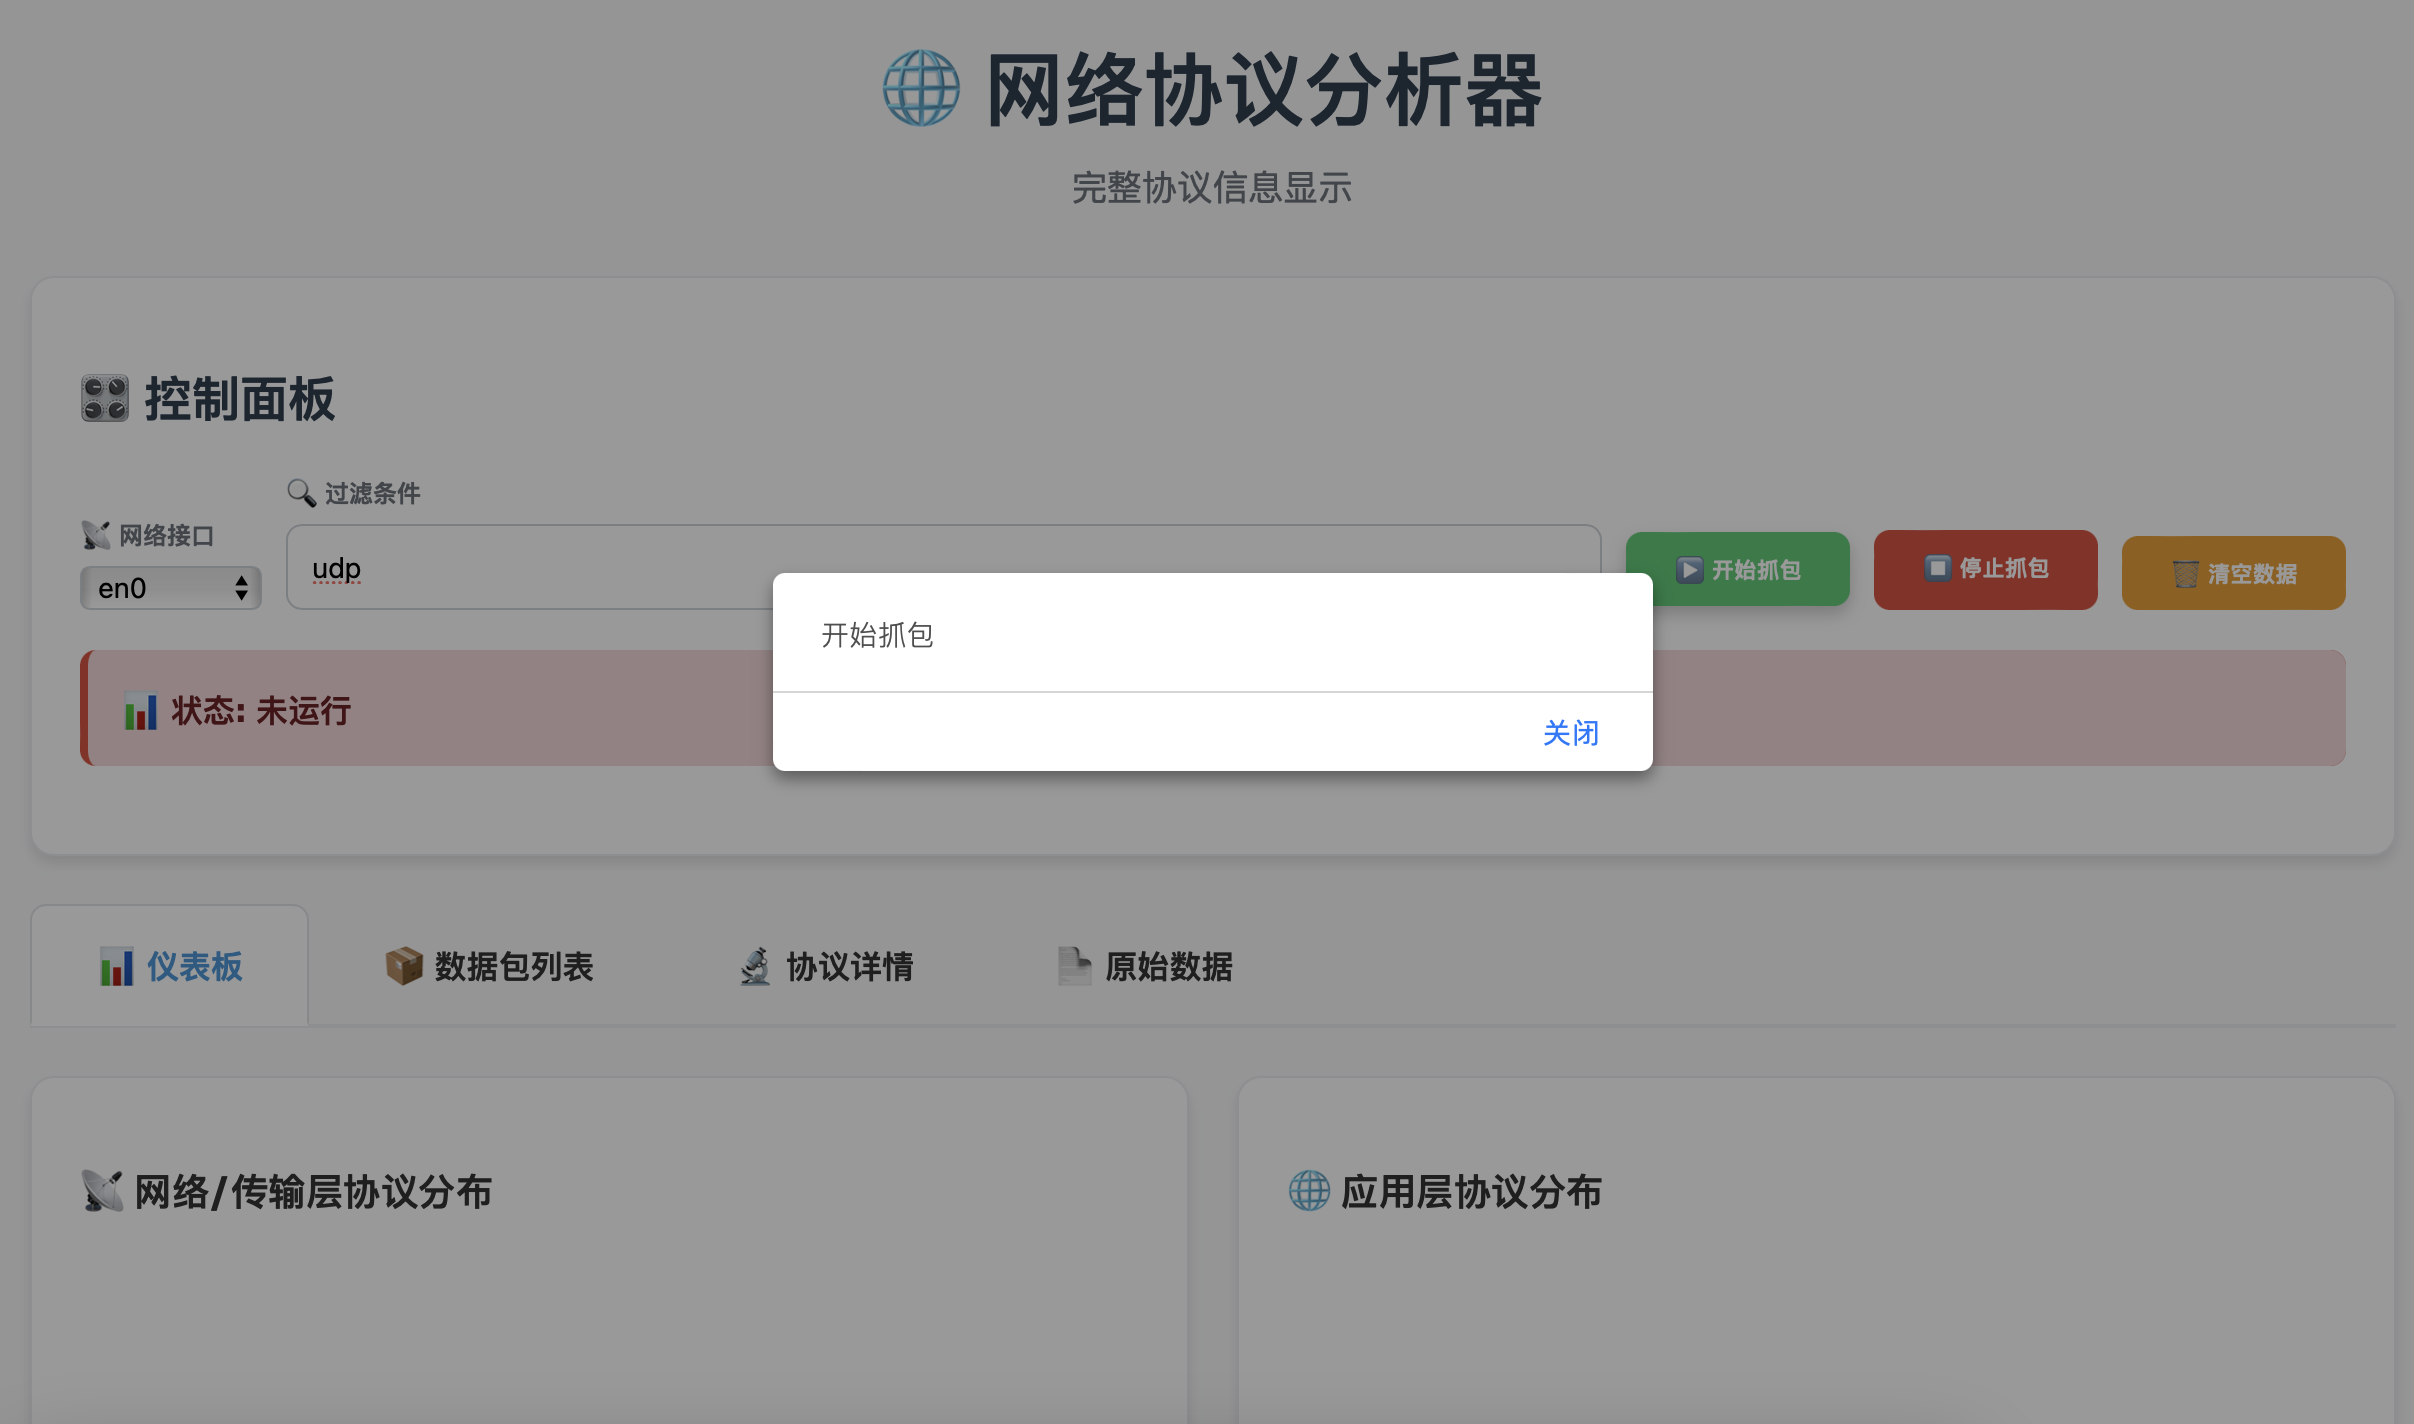 网络协议分析器
完整协议信息显示
控制面板
网络接口
en0
过滤条件
udp
开始抓包
停止抓包
清空数据
状态: 未运行
开始抓包
关闭
仪表板
数据包列表
协议详情
原始数据
网络/传输层协议分布
应用层协议分布